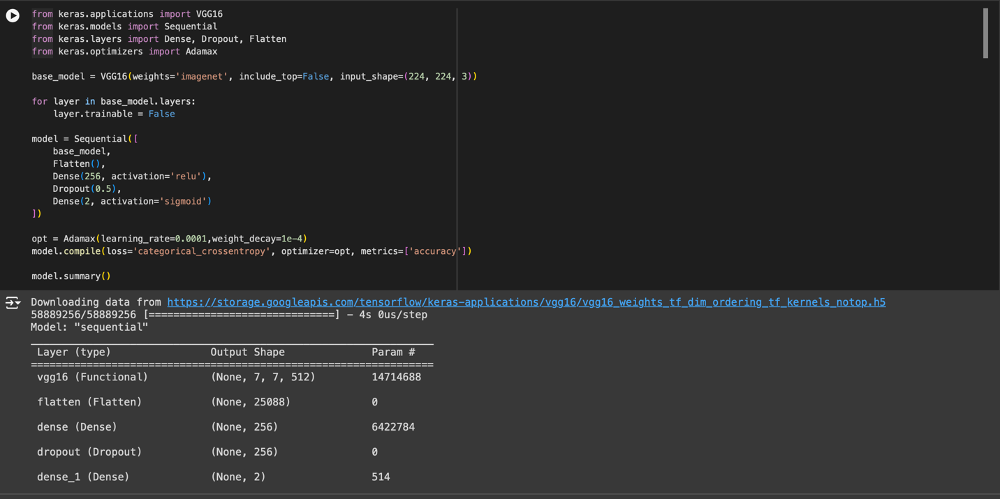 from keras.applications import VGG16
from keras.models import Sequential
from keras.layers import Dense, Dropout, Flatten
from keras.optimizers import Adamax
base_model = VGG16(weights='imagenet', include_top=False, input_shape=(224, 224, 3))
for layer in base_model.layers:
    layer.trainable = False
model = Sequential([
    base_model,
    Flatten(),
    Dense(256, activation='relu'),
    Dropout(0.5),
    Dense(2, activation='sigmoid')
])
opt = Adamax(learning_rate=0.0001,weight_decay=1e-4)
model.compile(loss='categorical_crossentropy', optimizer=opt, metrics=['accuracy'])
model.summary()
Downloading data from https://storage.googleapis.com/tensorflow/keras-applications/vgg16/vgg16_weights_tf_dim_ordering_tf_kernels_notop.h5
58889256/58889256 [==============================] - 4s 0us/step
Model: "sequential"
_________________________________________________________________
Layer (type) Output Shape Param #
=================================================================
vgg16 (Functional) (None, 7, 7, 512) 14714688
flatten (Flatten) (None, 25088) 0
dense (Dense) (None, 256) 6422784
dropout (Dropout) (None, 256) 0
dense_1 (Dense) (None, 2) 514